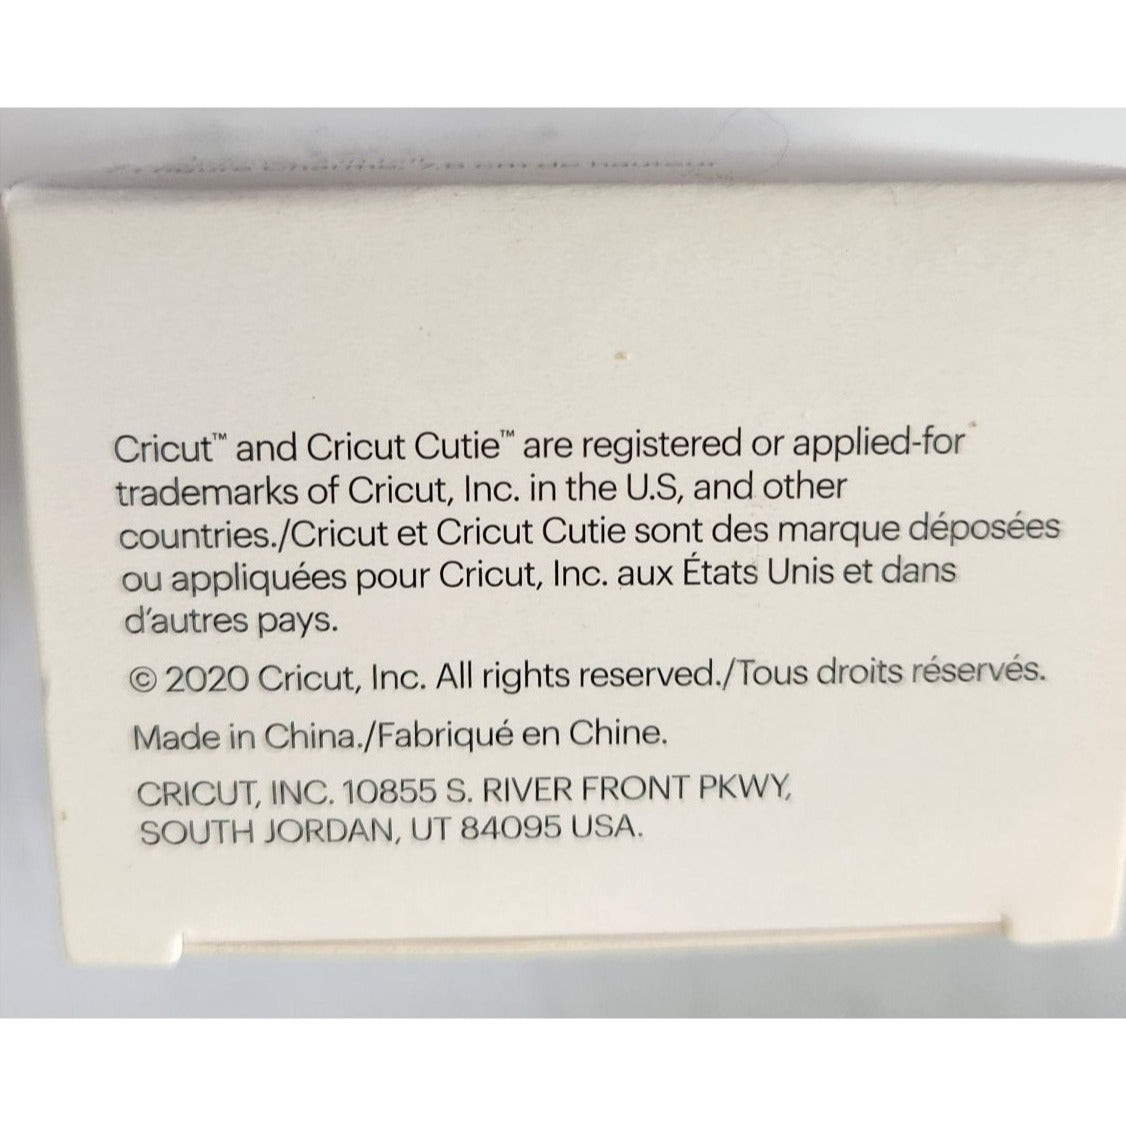 Cricut™ and Cricut Cutie™ are registered or applied-for
trademarks of Cricut, Inc. in the U.S, and other
countries./Cricut et Cricut Cutie sont des marque déposées
ou appliquées pour Cricut, Inc. aux États Unis et dans
d'autres pays.
© 2020 Cricut, Inc. All rights reserved./Tous droits réservés.
Made in China./Fabriqué en Chine.
CRICUT, INC. 10855 S. RIVER FRONT PKWY,
SOUTH JORDAN, UT 84095 USA.